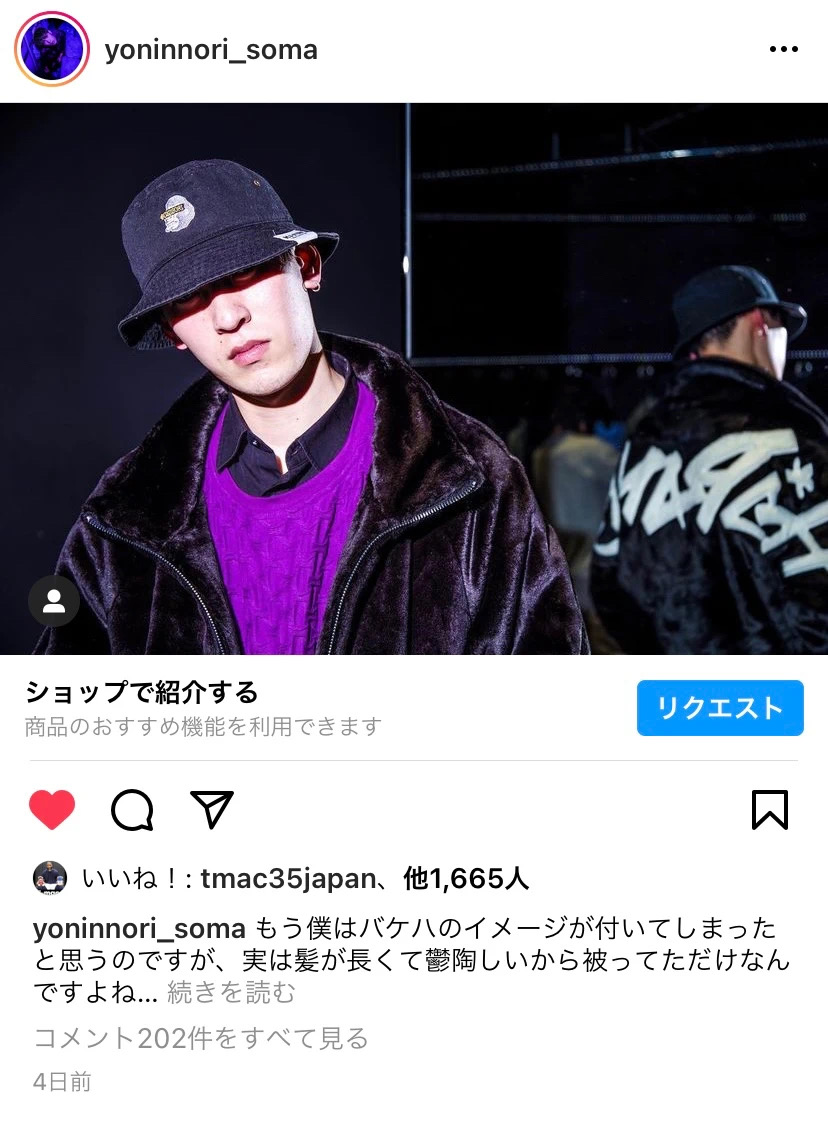 yoninnori_soma
ショップで紹介する
商品のおすすめ機能を利用できます
リクエスト
いいね！: tmac35japan、他1,665人
yoninnori_soma もう僕はバケハのイメージが付いてしまった
と思うのですが、実は髪が長くて鬱陶しいから被ってただけなん
ですよね... 続きを読む
コメント202件をすべて見る
4日前